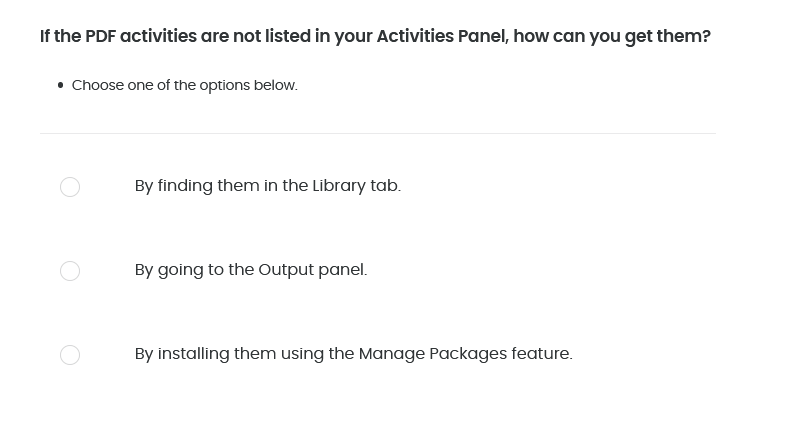 If the PDF activities are not listed in your Activities Panel, how can you get them?
• Choose one of the options below.
By finding them in the Library tab.
By going to the Output panel.
By installing them using the Manage Packages feature.